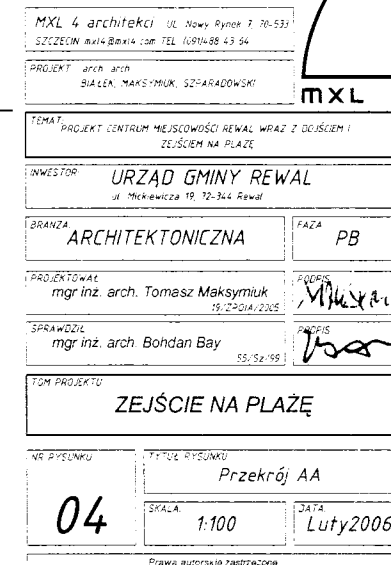 MXL 4 architekci UL. Nowy Rynek 7, 70-533
SZCZECIN mxl4@mxl4.com TEL (091)488 43 64
PROJEKT arch. arch.
BIAŁEK, MAKSYMIUK, SZPARADOWSKI
mxl
TEMAT:
PROJEKT CENTRUM MIEJSCOWOŚCI REWAL WRAZ Z DOJŚCIEM I
ZEJŚCIEM NA PLAŻĘ
INWESTOR
URZĄD GMINY REWAL
ul. Mickiewicza 19, 72-344 Rewal
BRANŻA
ARCHITEKTONICZNA
FAZA
PB
PROJEKTOWAŁ
mgr inż. arch. Tomasz Maksymiuk
19/ZPOIA/2005
PODPIS
SPRAWDZIŁ
mgr inż. arch. Bohdan Bay
55/Sz/99
PODPIS
TOM PROJEKTU
ZEJŚCIE NA PLAŻĘ
NR RYSUNKU
04
TYTUŁ RYSUNKU
Przekrój AA
SKALA:
1:100
DATA:
Luty2006
Prawa autorskie zastrzeżone